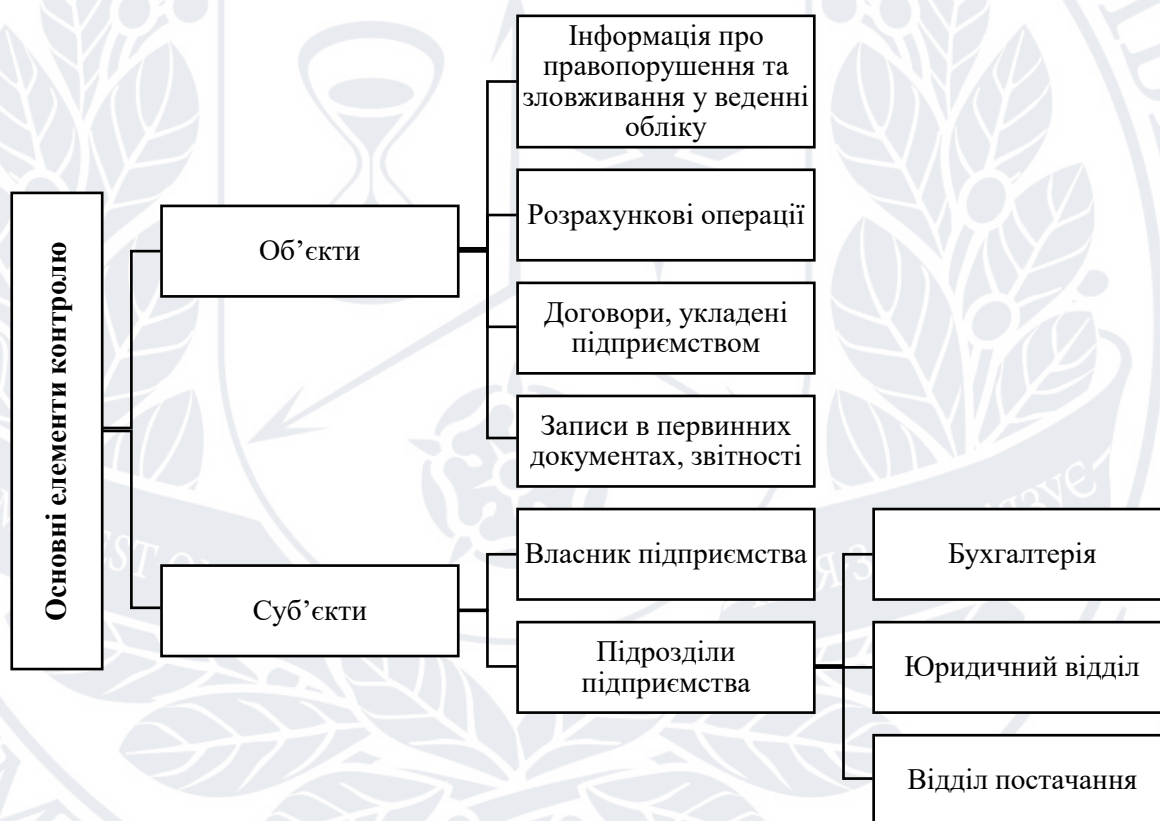 Основні елементи контролю
Об’єкти
Інформація про
правопорушення та
зловживання у веденні
обліку
Розрахункові операції
Договори, укладені
підприємством
Записи в первинних
документах, звітності
Суб’єкти
Власник підприємства
Підрозділи
підприємства
Бухгалтерія
Юридичний відділ
Відділ постачання